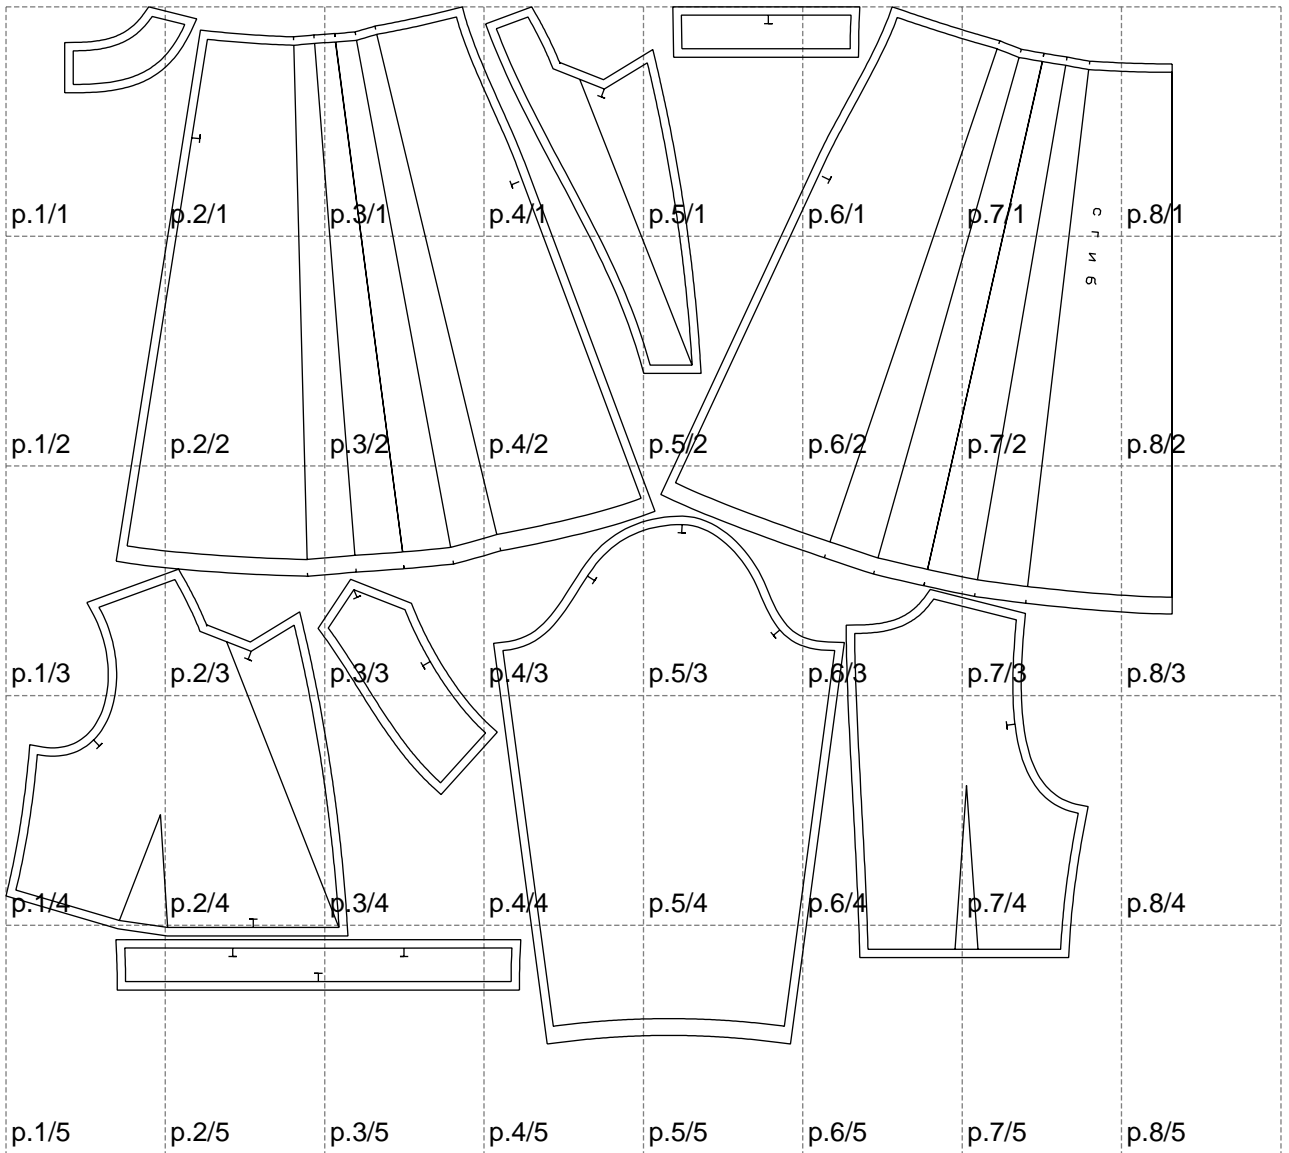 p.1/1 p.2/1 p.3/1 p.4/1 p.5/1 p.6/1 p.7/1 p.8/1
сгиб
p.1/2 p.2/2 p.3/2 p.4/2 p.5/2 p.6/2 p.7/2 p.8/2
p.1/3 p.2/3 p.3/3 p.4/3 p.5/3 p.6/3 p.7/3 p.8/3
p.1/4 p.2/4 p.3/4 p.4/4 p.5/4 p.6/4 p.7/4 p.8/4
p.1/5 p.2/5 p.3/5 p.4/5 p.5/5 p.6/5 p.7/5 p.8/5